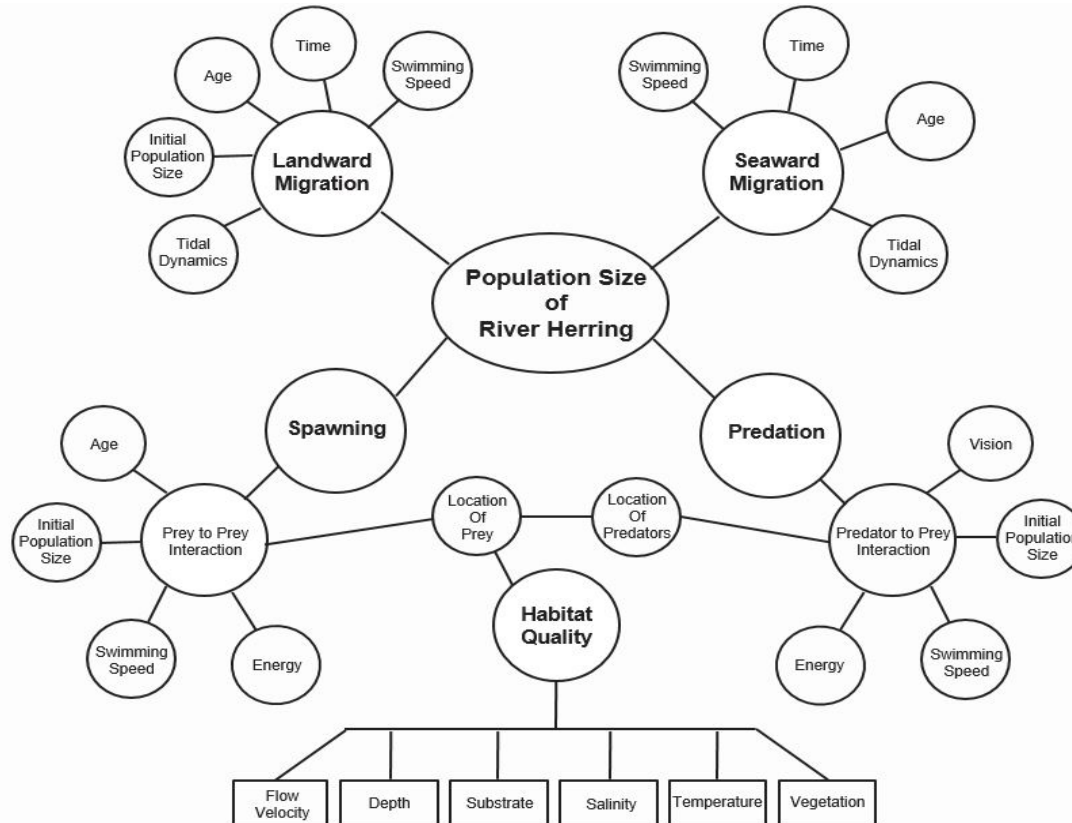 Time
Age
Swimming
Speed
Initial
Population
Size
Landward
Migration
Tidal
Dynamics
Swimming
Speed
Time
Age
Seaward
Migration
Tidal
Dynamics
Population Size
of
River Herring
Spawning
Predation
Age
Initial
Population
Size
Prey to Prey
Interaction
Swimming
Speed
Energy
Location
Of
Prey
Location
Of
Predators
Habitat
Quality
Vision
Predator to Prey
Interaction
Initial
Population
Size
Energy
Swimming
Speed
Flow
Velocity
Depth
Substrate
Salinity
Temperature
Vegetation